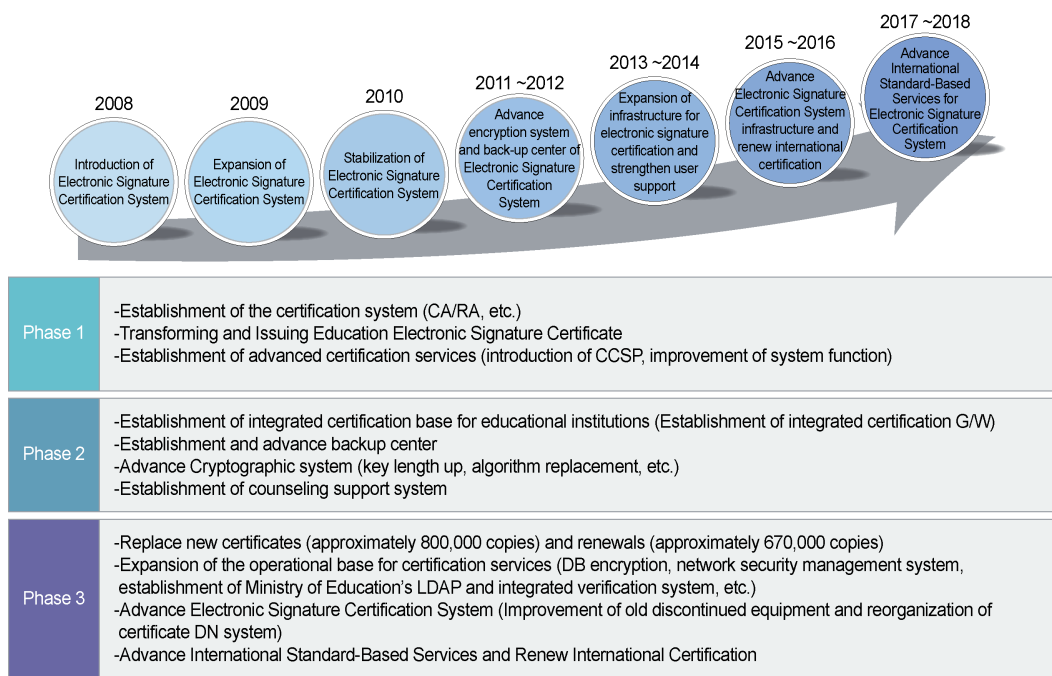 2008
Introduction of
Electronic Signature
Certification System
2009
Expansion of
Electronic Signature
Certification System
2010
Stabilization of
Electronic Signature
Certification System
2011 ~2012
Advance
encryption system
and back-up center of
Electronic Signature
Certification
System
2013 ~2014
Expansion of
infrastructure for
electronic signature
certification and
strengthen user
support
2015 ~2016
Advance
Electronic Signature
Certification System
infrastructure and
renew international
certification
2017 ~2018
Advance
International
Standard-Based
Services for
Electronic Signature
Certification
System
Phase 1
-Establishment of the certification system (CA/RA, etc.)
-Transforming and Issuing Education Electronic Signature Certificate
-Establishment of advanced certification services (introduction of CCSP, improvement of system function)
Phase 2
-Establishment of integrated certification base for educational institutions (Establishment of integrated certification G/W)
-Establishment and advance backup center
-Advance Cryptographic system (key length up, algorithm replacement, etc.)
-Establishment of counseling support system
Phase 3
-Replace new certificates (approximately 800,000 copies) and renewals (approximately 670,000 copies)
-Expansion of the operational base for certification services (DB encryption, network security management system,
establishment of Ministry of Education's LDAP and integrated verification system, etc.)
-Advance Electronic Signature Certification System (Improvement of old discontinued equipment and reorganization of
certificate DN system)
-Advance International Standard-Based Services and Renew International Certification